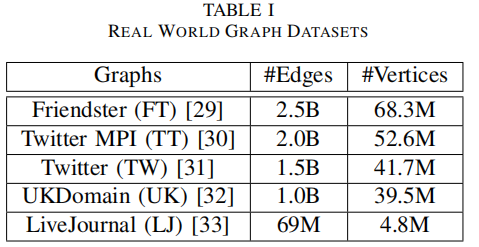 TABLE I
REAL WORLD GRAPH DATASETS
Graphs #Edges #Vertices
Friendster (FT) [29] 2.5B 68.3M
Twitter MPI (TT) [30] 2.0B 52.6M
Twitter (TW) [31] 1.5B 41.7M
UKDomain (UK) [32] 1.0B 39.5M
LiveJournal (LJ) [33] 69M 4.8M